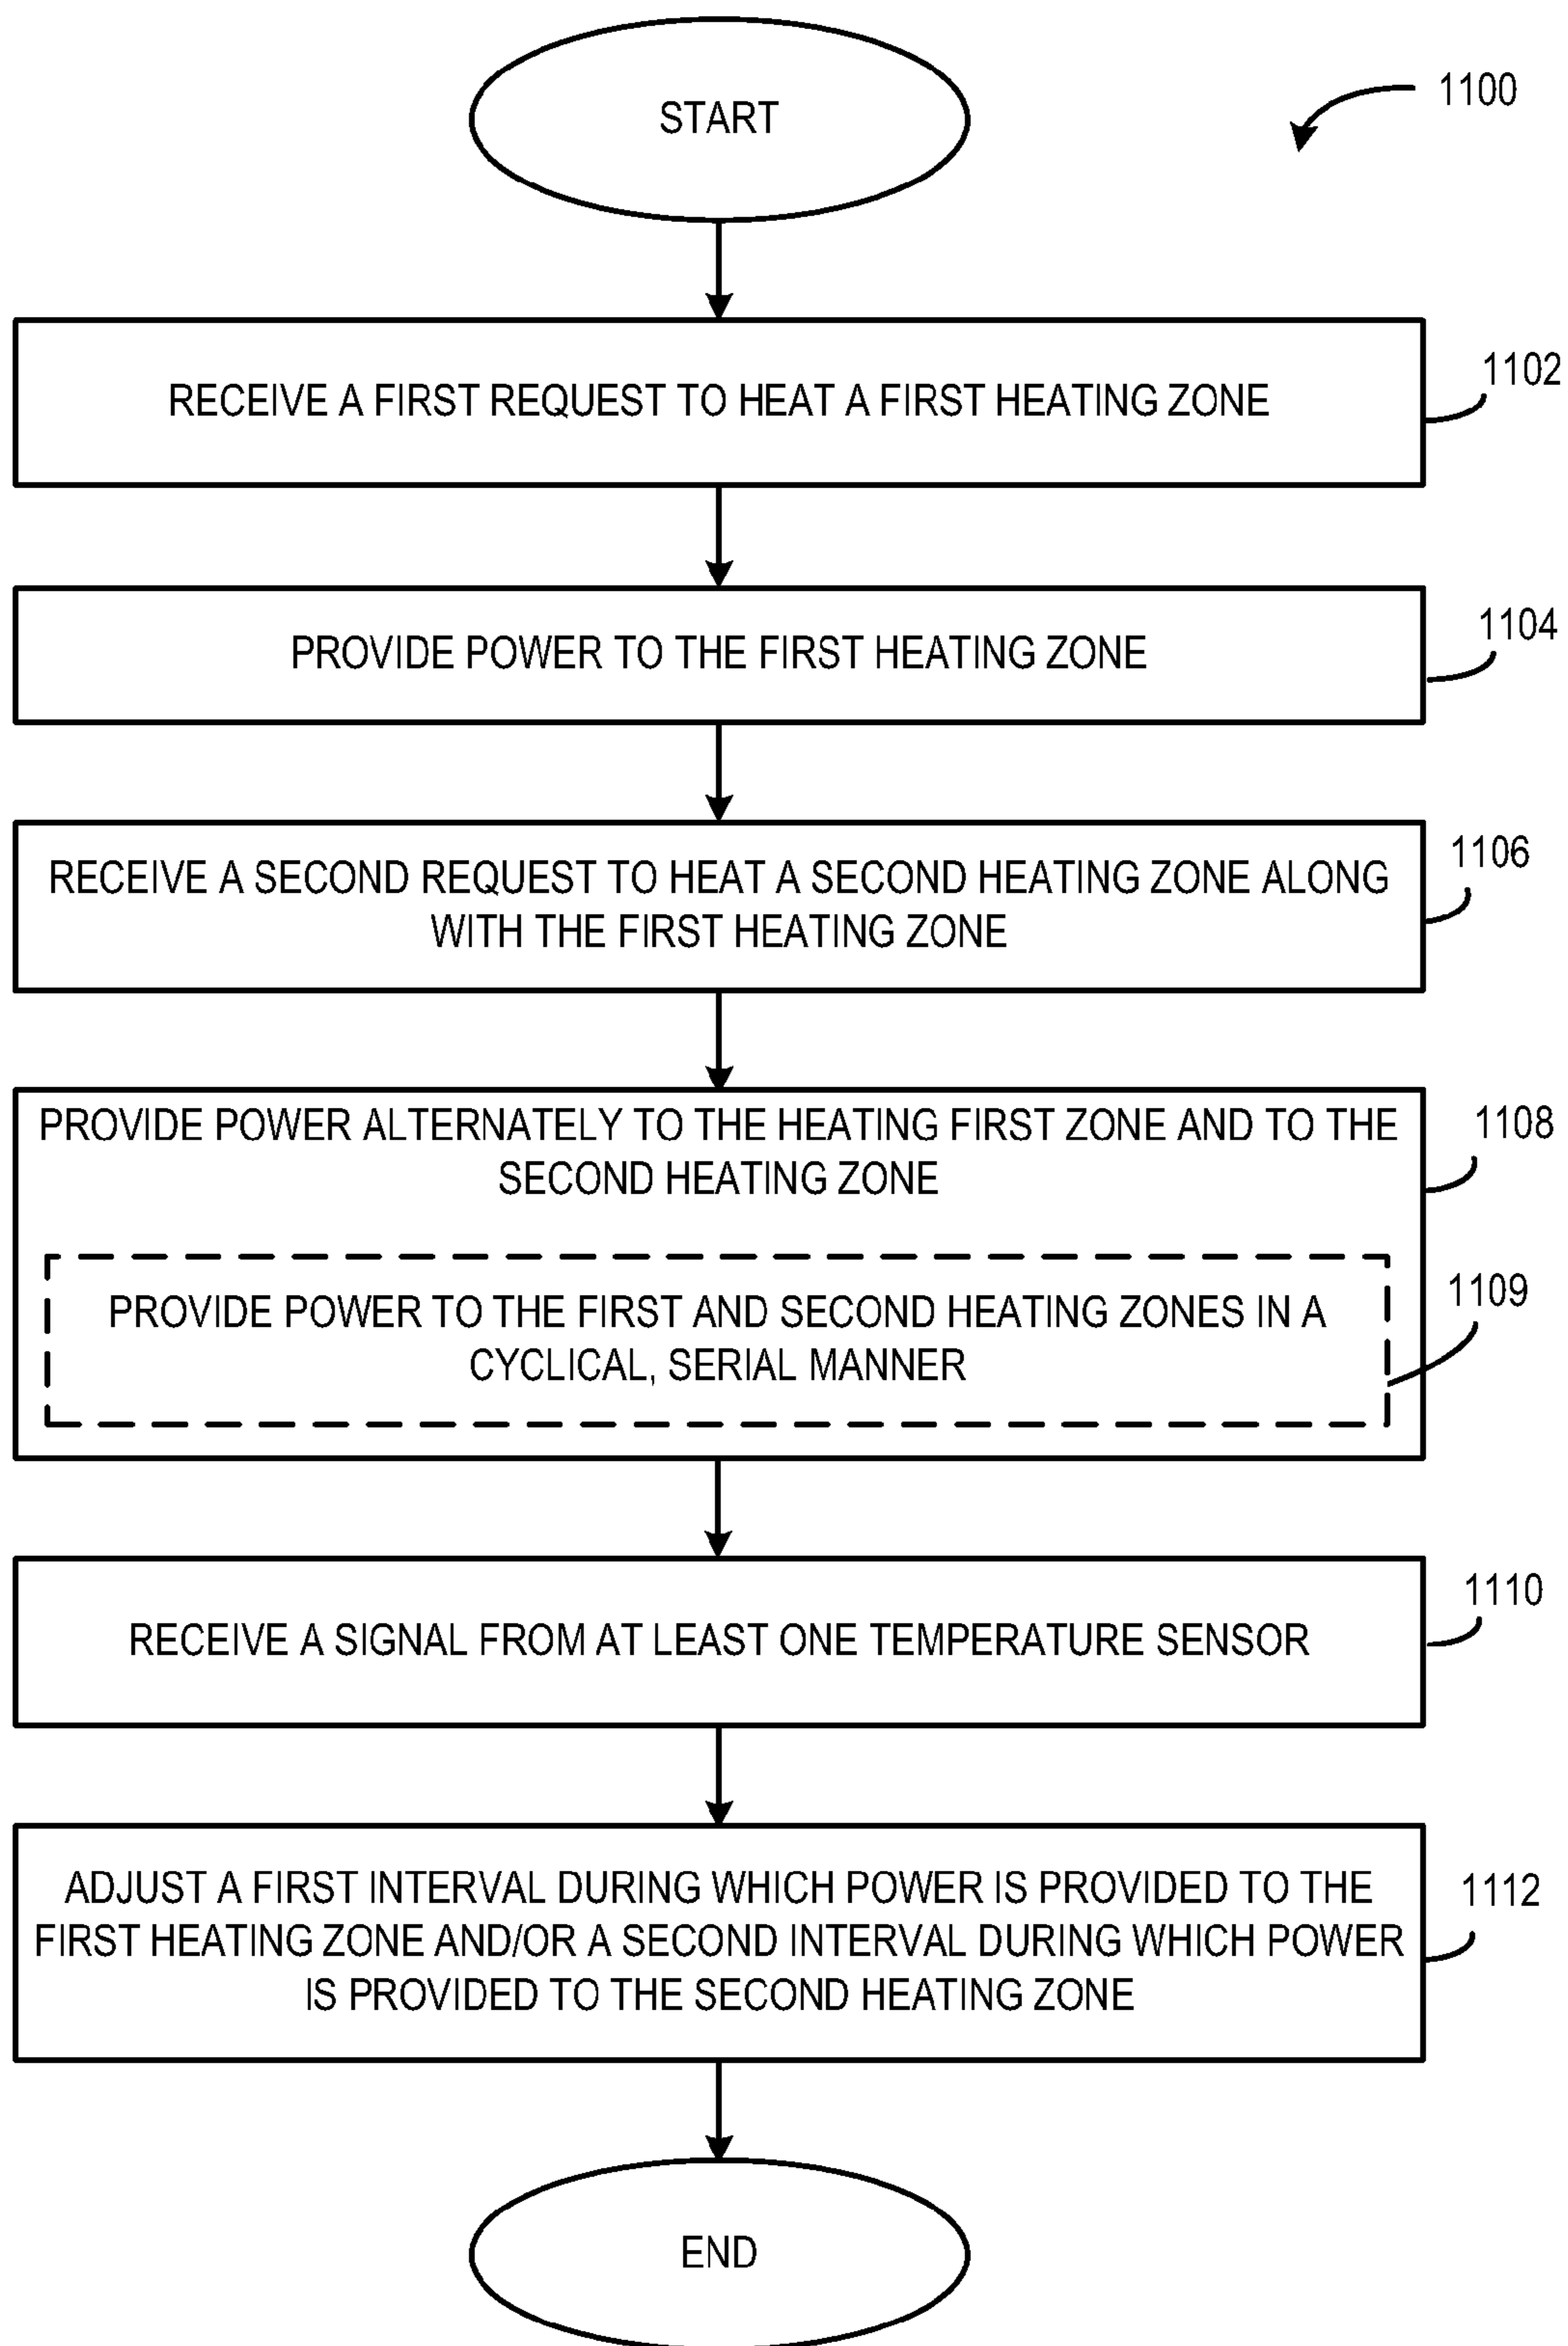 START
1100
RECEIVE A FIRST REQUEST TO HEAT A FIRST HEATING ZONE
1102
PROVIDE POWER TO THE FIRST HEATING ZONE
1104
RECEIVE A SECOND REQUEST TO HEAT A SECOND HEATING ZONE ALONG
WITH THE FIRST HEATING ZONE
1106
PROVIDE POWER ALTERNATELY TO THE HEATING FIRST ZONE AND TO THE
SECOND HEATING ZONE
1108
PROVIDE POWER TO THE FIRST AND SECOND HEATING ZONES IN A
CYCLICAL, SERIAL MANNER
1109
RECEIVE A SIGNAL FROM AT LEAST ONE TEMPERATURE SENSOR
1110
ADJUST A FIRST INTERVAL DURING WHICH POWER IS PROVIDED TO THE
FIRST HEATING ZONE AND/OR A SECOND INTERVAL DURING WHICH POWER
IS PROVIDED TO THE SECOND HEATING ZONE
1112
END